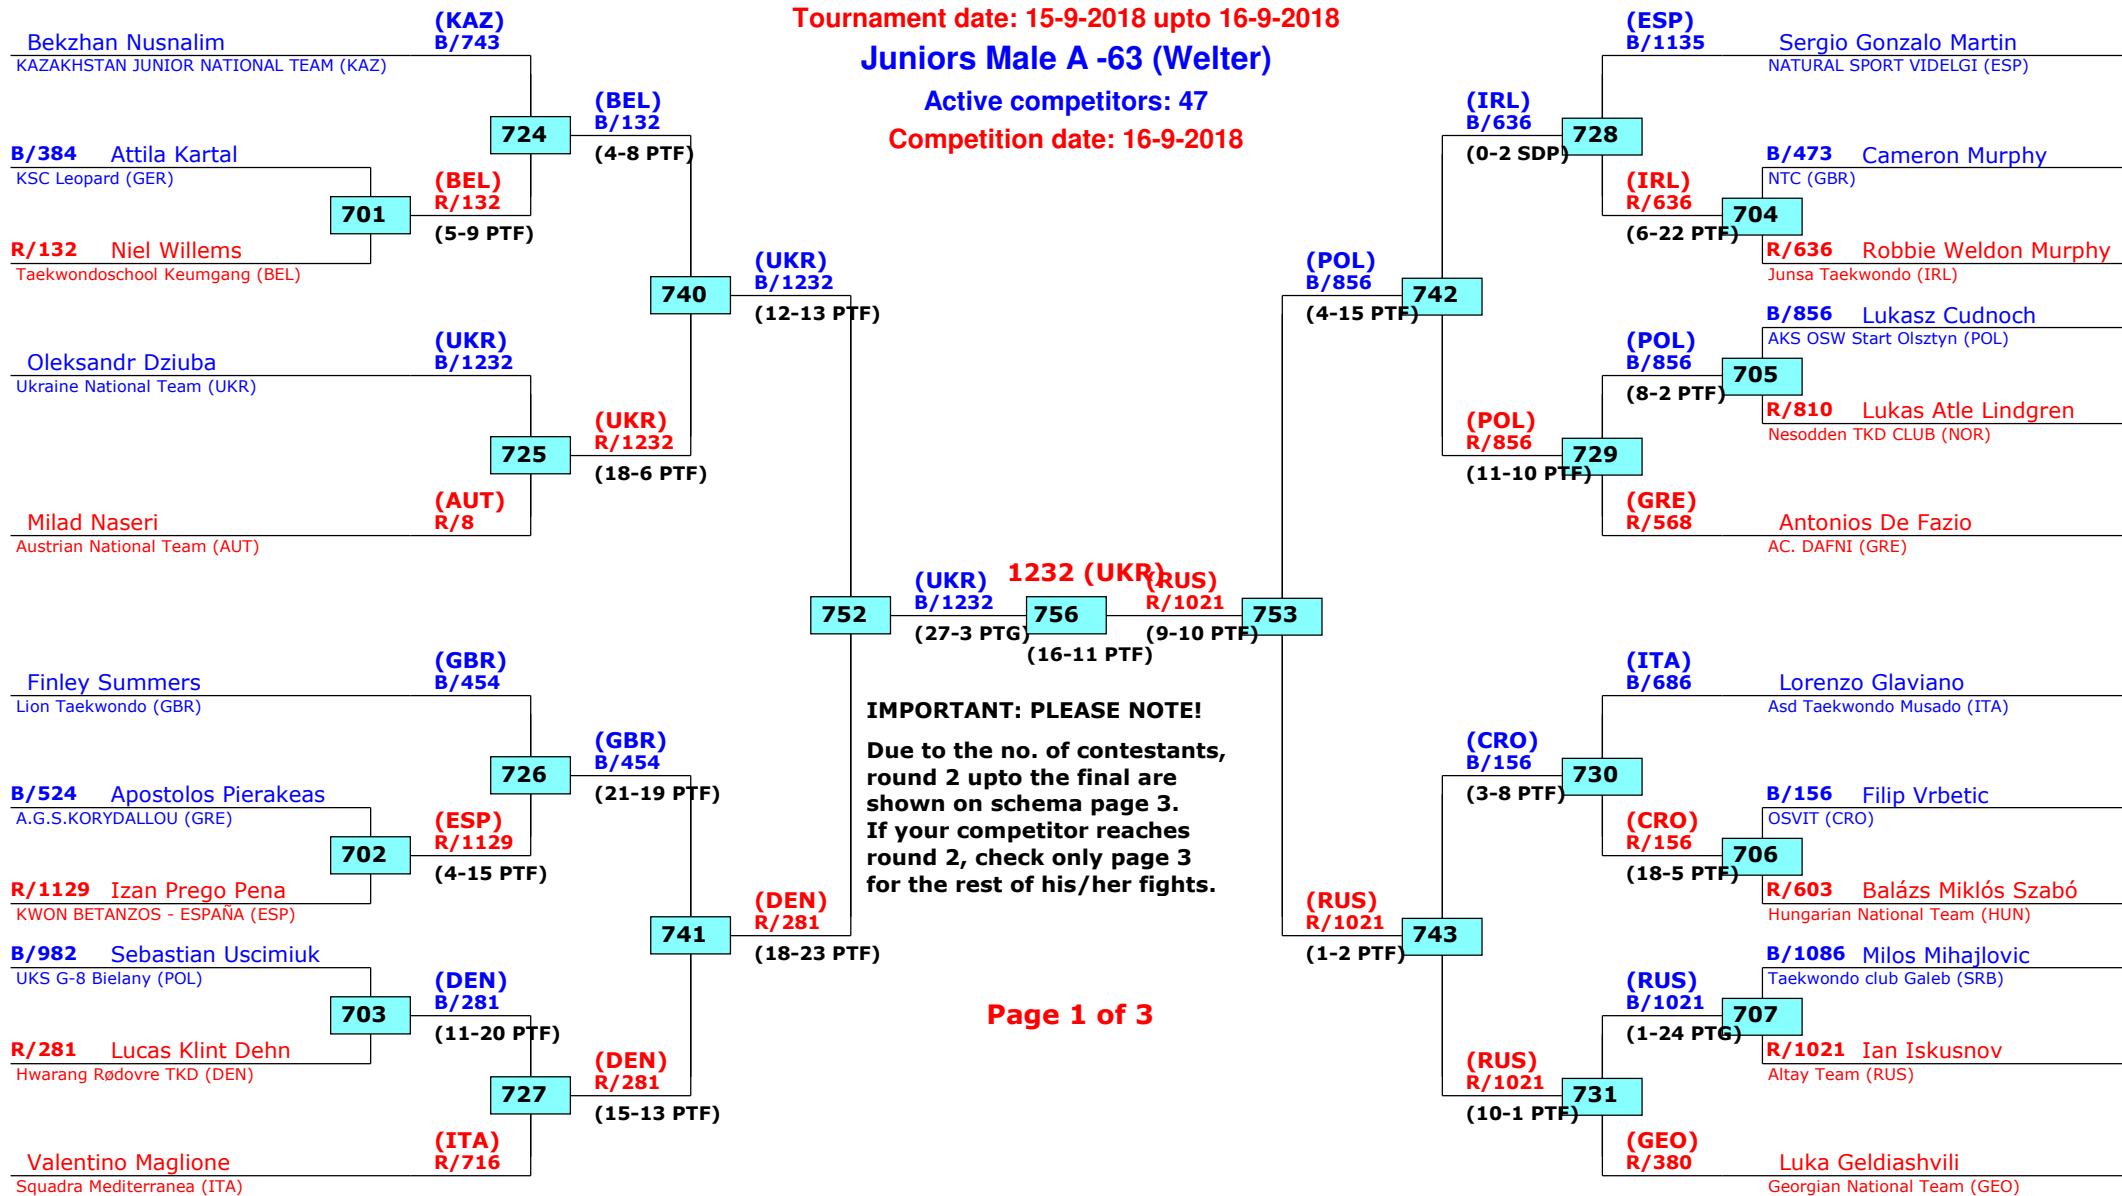 Tournament date: 15-9-2018 upto 16-9-2018
Juniors Male A -63 (Welter)
Active competitors: 47
Competition date: 16-9-2018
(KAZ)
Bekzhan Nusnalim B/743
KAZAKHSTAN JUNIOR NATIONAL TEAM (KAZ)
B/384 Attila Kartal
KSC Leopard (GER)
701
R/132 Niel Willems
Taekwondoschool Keumgang (BEL)
(BEL)
R/132
(5-9 PTF)
724
(BEL)
B/132
(4-8 PTF)
(UKR)
Oleksandr Dziuba B/1232
Ukraine National Team (UKR)
725
(UKR)
R/1232
(18-6 PTF)
(AUT)
Milad Naseri R/8
Austrian National Team (AUT)
740
(UKR)
B/1232
(12-13 PTF)
(GBR)
Finley Summers B/454
Lion Taekwondo (GBR)
B/524 Apostolos Pierakeas
A.G.S.KORYDALLOU (GRE)
702
R/1129 Izan Prego Pena
KWON BETANZOS - ESPAÑA (ESP)
(ESP)
R/1129
(4-15 PTF)
726
(GBR)
B/454
(21-19 PTF)
B/982 Sebastian Uscimiuk
UKS G-8 Bielany (POL)
703
R/281 Lucas Klint Dehn
Hwarang Rødovre TKD (DEN)
(DEN)
B/281
(11-20 PTF)
727
(DEN)
R/281
(15-13 PTF)
(ITA)
Valentino Maglione R/716
Squadra Mediterranea (ITA)
741
(DEN)
R/281
(18-23 PTF)
752
(UKR)
B/1232
(27-3 PTG)
1232 (UKR)
756
(16-11 PTF)
(RUS)
R/1021
(9-10 PTF)
753
IMPORTANT: PLEASE NOTE!
Due to the no. of contestants,
round 2 upto the final are
shown on schema page 3.
If your competitor reaches
round 2, check only page 3
for the rest of his/her fights.
Page 1 of 3
(ESP)
B/1135 Sergio Gonzalo Martin
NATURAL SPORT VIDELGI (ESP)
(IRL)
B/636
(0-2 SDP)
728
B/473 Cameron Murphy
NTC (GBR)
(IRL)
R/636
(6-22 PTF)
704
R/636 Robbie Weldon Murphy
Junsa Taekwondo (IRL)
(POL)
B/856
(4-15 PTF)
742
B/856 Lukasz Cudnoch
AKS OSW Start Olsztyn (POL)
(POL)
B/856
(8-2 PTF)
705
R/810 Lukas Atle Lindgren
Nesodden TKD CLUB (NOR)
(POL)
R/856
(11-10 PTF)
729
(GRE)
R/568 Antonios De Fazio
AC. DAFNI (GRE)
(ITA)
B/686 Lorenzo Glaviano
Asd Taekwondo Musado (ITA)
(CRO)
B/156
(3-8 PTF)
730
B/156 Filip Vrbetic
OSVIT (CRO)
(CRO)
R/156
(18-5 PTF)
706
R/603 Balázs Miklós Szabó
Hungarian National Team (HUN)
(RUS)
R/1021
(1-2 PTF)
743
B/1086 Milos Mihajlovic
Taekwondo club Galeb (SRB)
(RUS)
B/1021
(1-24 PTG)
707
R/1021 Ian Iskusnov
Altay Team (RUS)
(RUS)
R/1021
(10-1 PTF)
731
(GEO)
R/380 Luka Geldiashvili
Georgian National Team (GEO)